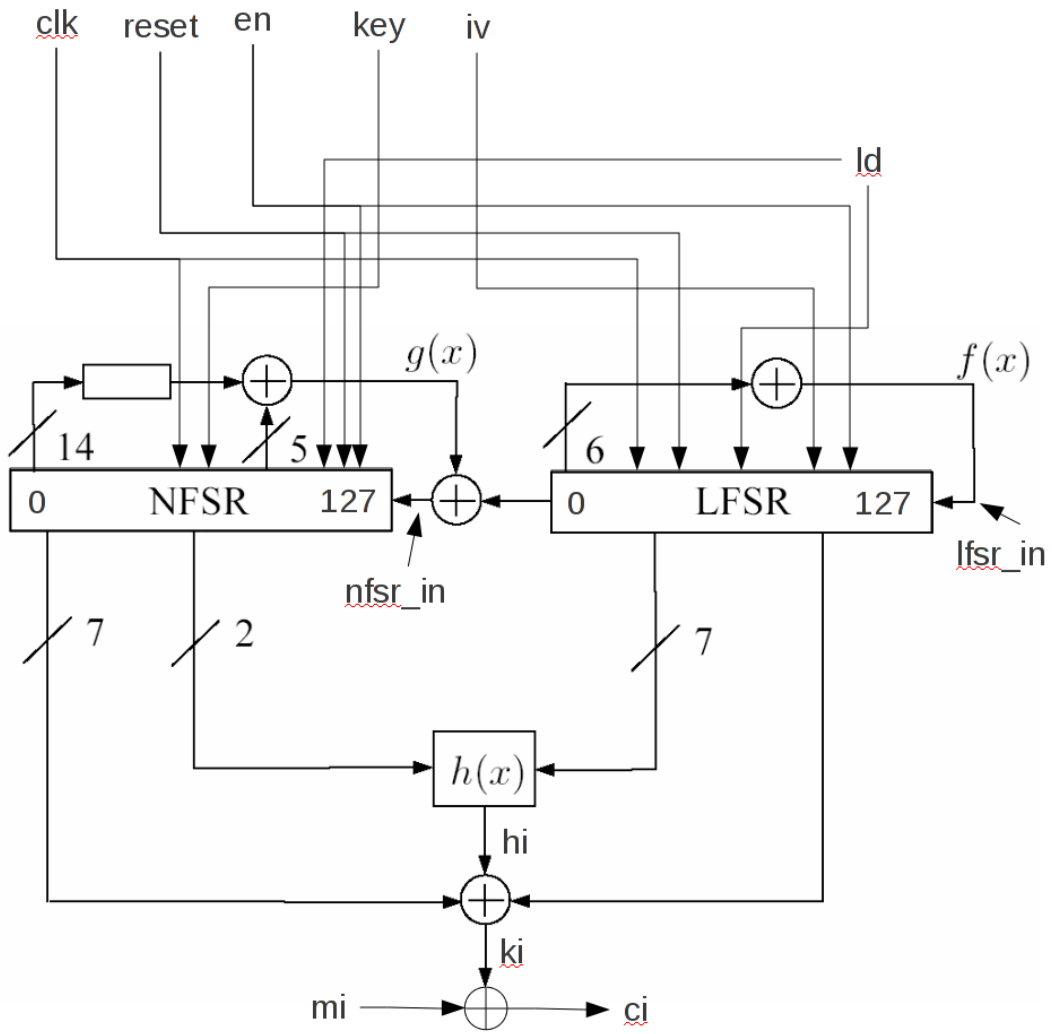 clk reset en key iv
ld
g(x) f(x)
14 5 6
0 NFSR 127 0 LFSR 127
nfsr_in lfsr_in
7 2 7
h(x)
hi
ki
mi ci